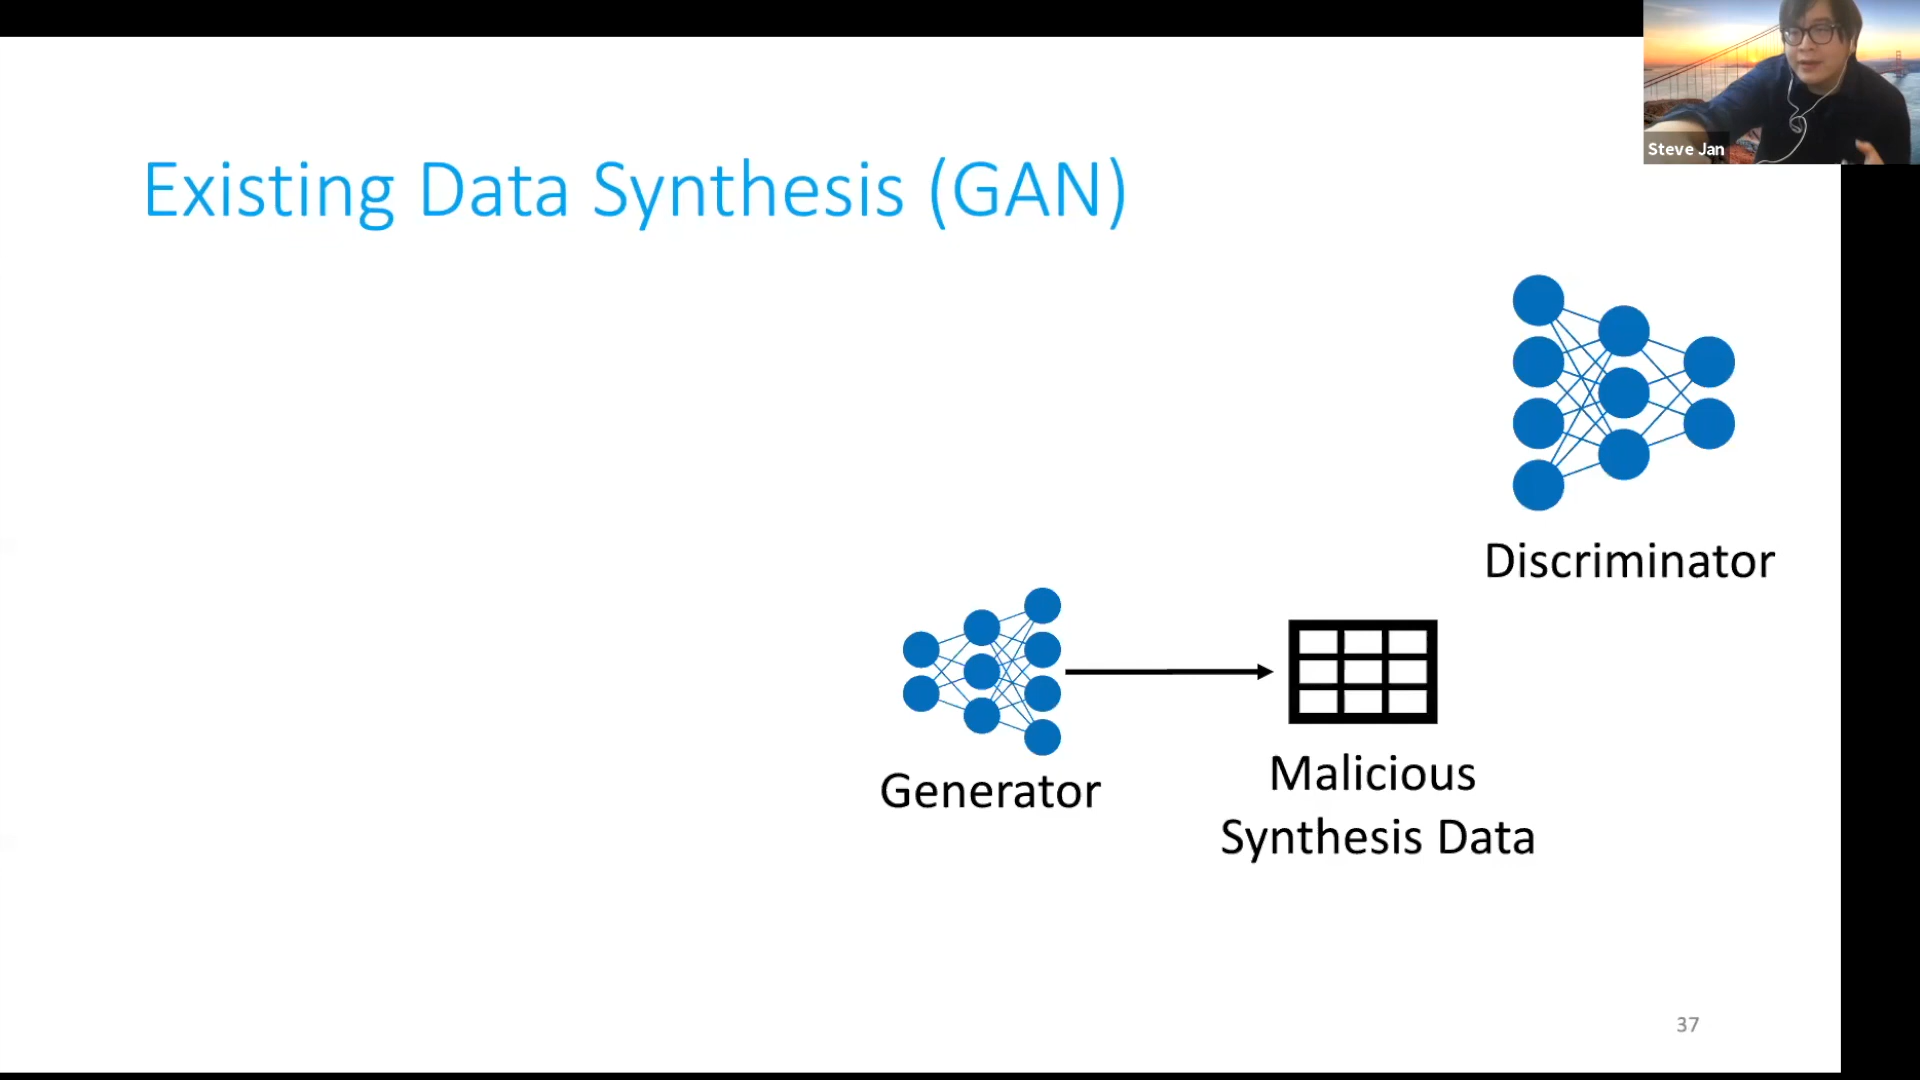 Steve Jan
Existing Data Synthesis (GAN)
Discriminator
Generator
Malicious
Synthesis Data
37